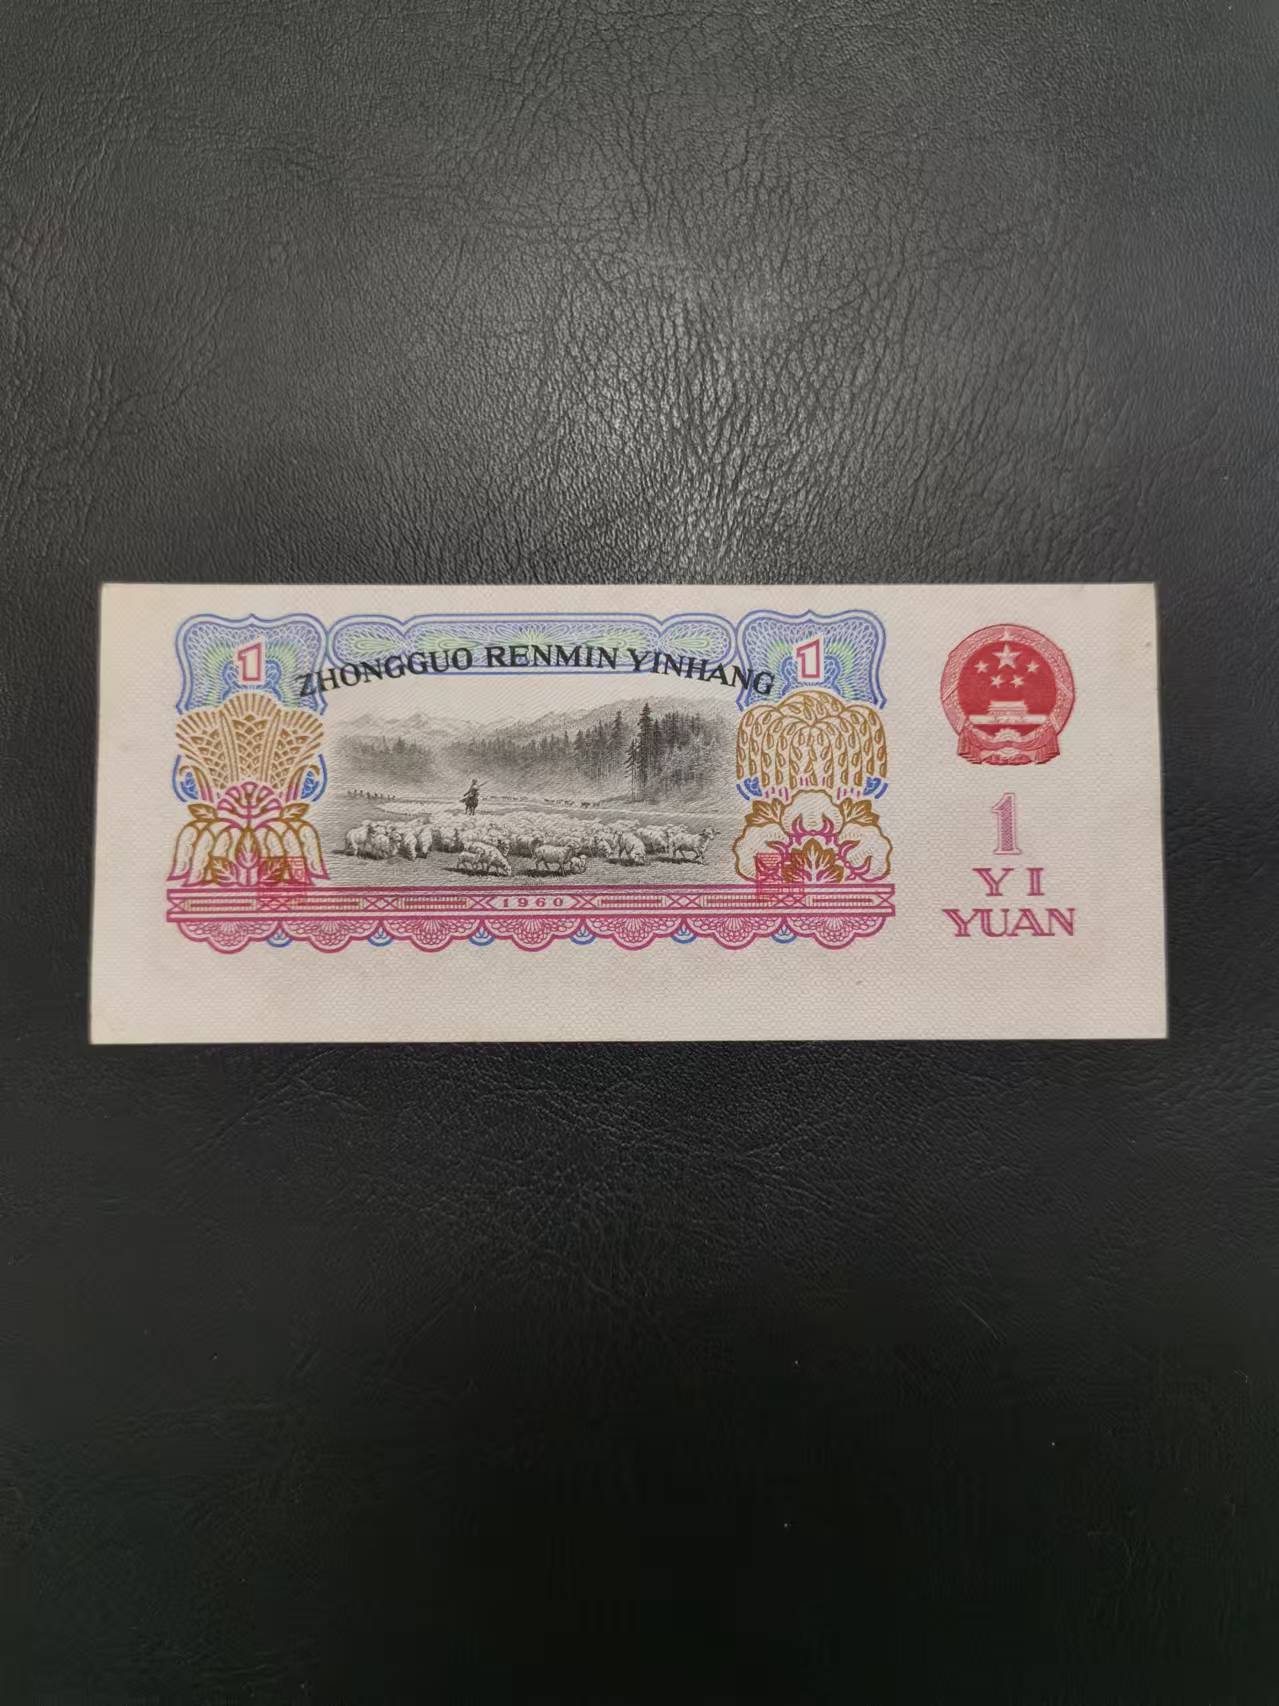 1
ZHONGGUO RENMIN YINHANG
1
1960
1
YI
YUAN